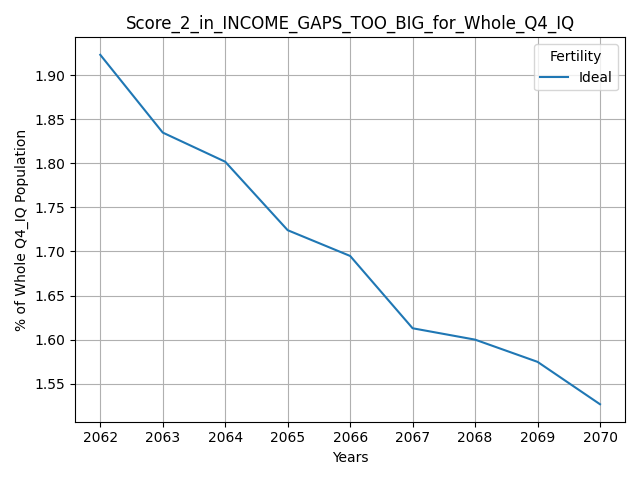 Score_2_in_INCOME_GAPS_TOO_BIG_for_Whole_Q4_IQ
Fertility
Ideal
% of Whole Q4_IQ Population
1.90
1.85
1.80
1.75
1.70
1.65
1.60
1.55
2062 2063 2064 2065 2066 2067 2068 2069 2070
Years